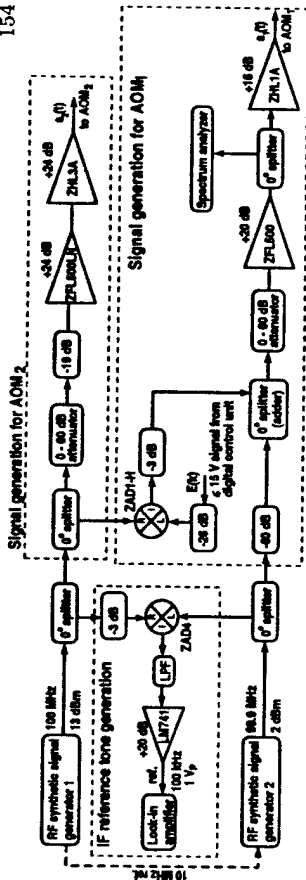 154
Signal generation for AOM2
0° splitter
0 - 60 dB
attenuator
-19 dB
+24 dB
ZFL500LN
+24 dB
ZHL3A
s2(t)
to AOM2
RF synthetic signal
generator 1
100 MHz
13 dBm
0° splitter
10 MHz ref.
IF reference tone generation
-3 dB
ZAD4
LPF
+20 dB
LM741
ref.
100 kHz
1 Vp
Lock-in
amplifier
ZAD1-H
R
I
L
-3 dB
-26 dB
E(t)
≤ 15 V signal from
digital control unit
Signal generation for AOM1
RF synthetic signal
generator 2
99.9 MHz
2 dBm
0° splitter
-60 dB
0° splitter
(adder)
0 - 60 dB
attenuator
+20 dB
ZFL500
0° splitter
Spectrum analyzer
+16 dB
ZHL1A
s1(t)
to AOM1